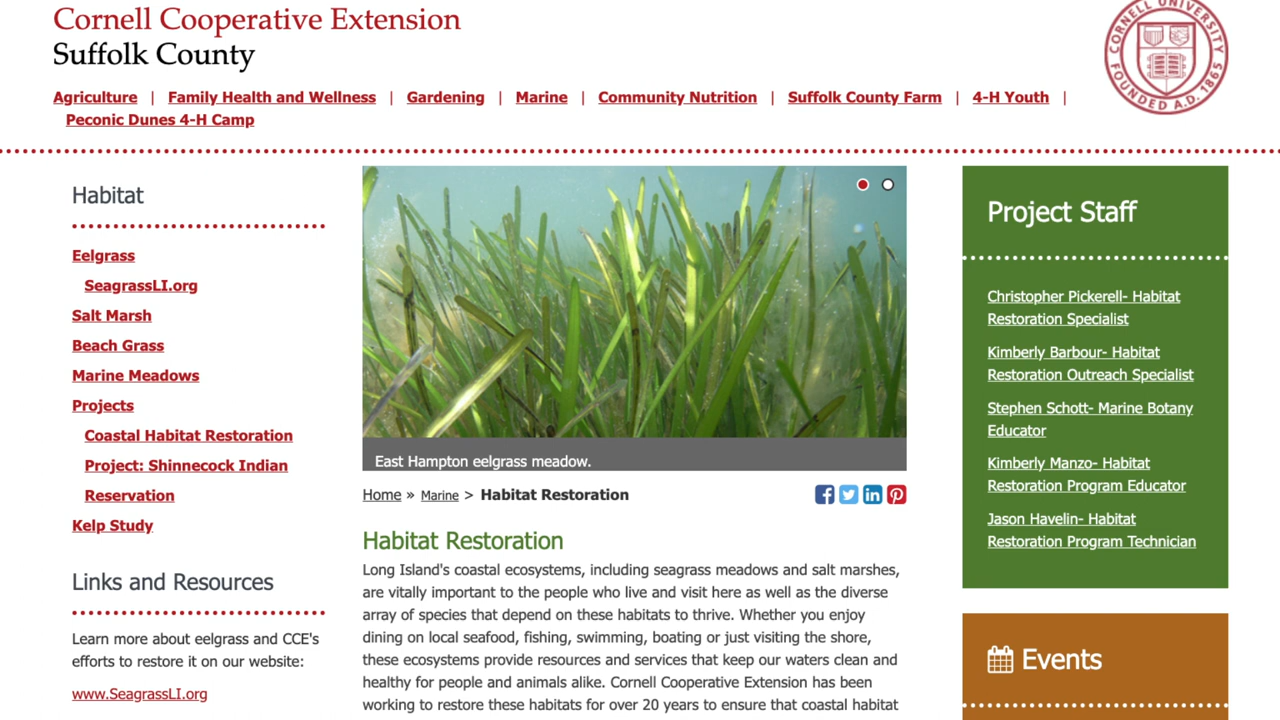 Cornell Cooperative Extension
Suffolk County
CORNELL UNIVERSITY
FOUNDED A.D. 1865
Agriculture | Family Health and Wellness | Gardening | Marine | Community Nutrition | Suffolk County Farm | 4-H Youth |
Peconic Dunes 4-H Camp
Habitat
Eelgrass
SeagrassLI.org
Salt Marsh
Beach Grass
Marine Meadows
Projects
Coastal Habitat Restoration
Project: Shinnecock Indian
Reservation
Kelp Study
Links and Resources
Learn more about eelgrass and CCE's
efforts to restore it on our website:
www.SeagrassLI.org
East Hampton eelgrass meadow.
Home » Marine > Habitat Restoration
Habitat Restoration
Long Island's coastal ecosystems, including seagrass meadows and salt marshes,
are vitally important to the people who live and visit here as well as the diverse
array of species that depend on these habitats to thrive. Whether you enjoy
dining on local seafood, fishing, swimming, boating or just visiting the shore,
these ecosystems provide resources and services that keep our waters clean and
healthy for people and animals alike. Cornell Cooperative Extension has been
working to restore these habitats for over 20 years to ensure that coastal habitat
Project Staff
Christopher Pickerell- Habitat
Restoration Specialist
Kimberly Barbour- Habitat
Restoration Outreach Specialist
Stephen Schott- Marine Botany
Educator
Kimberly Manzo- Habitat
Restoration Program Educator
Jason Havelin- Habitat
Restoration Program Technician
Events